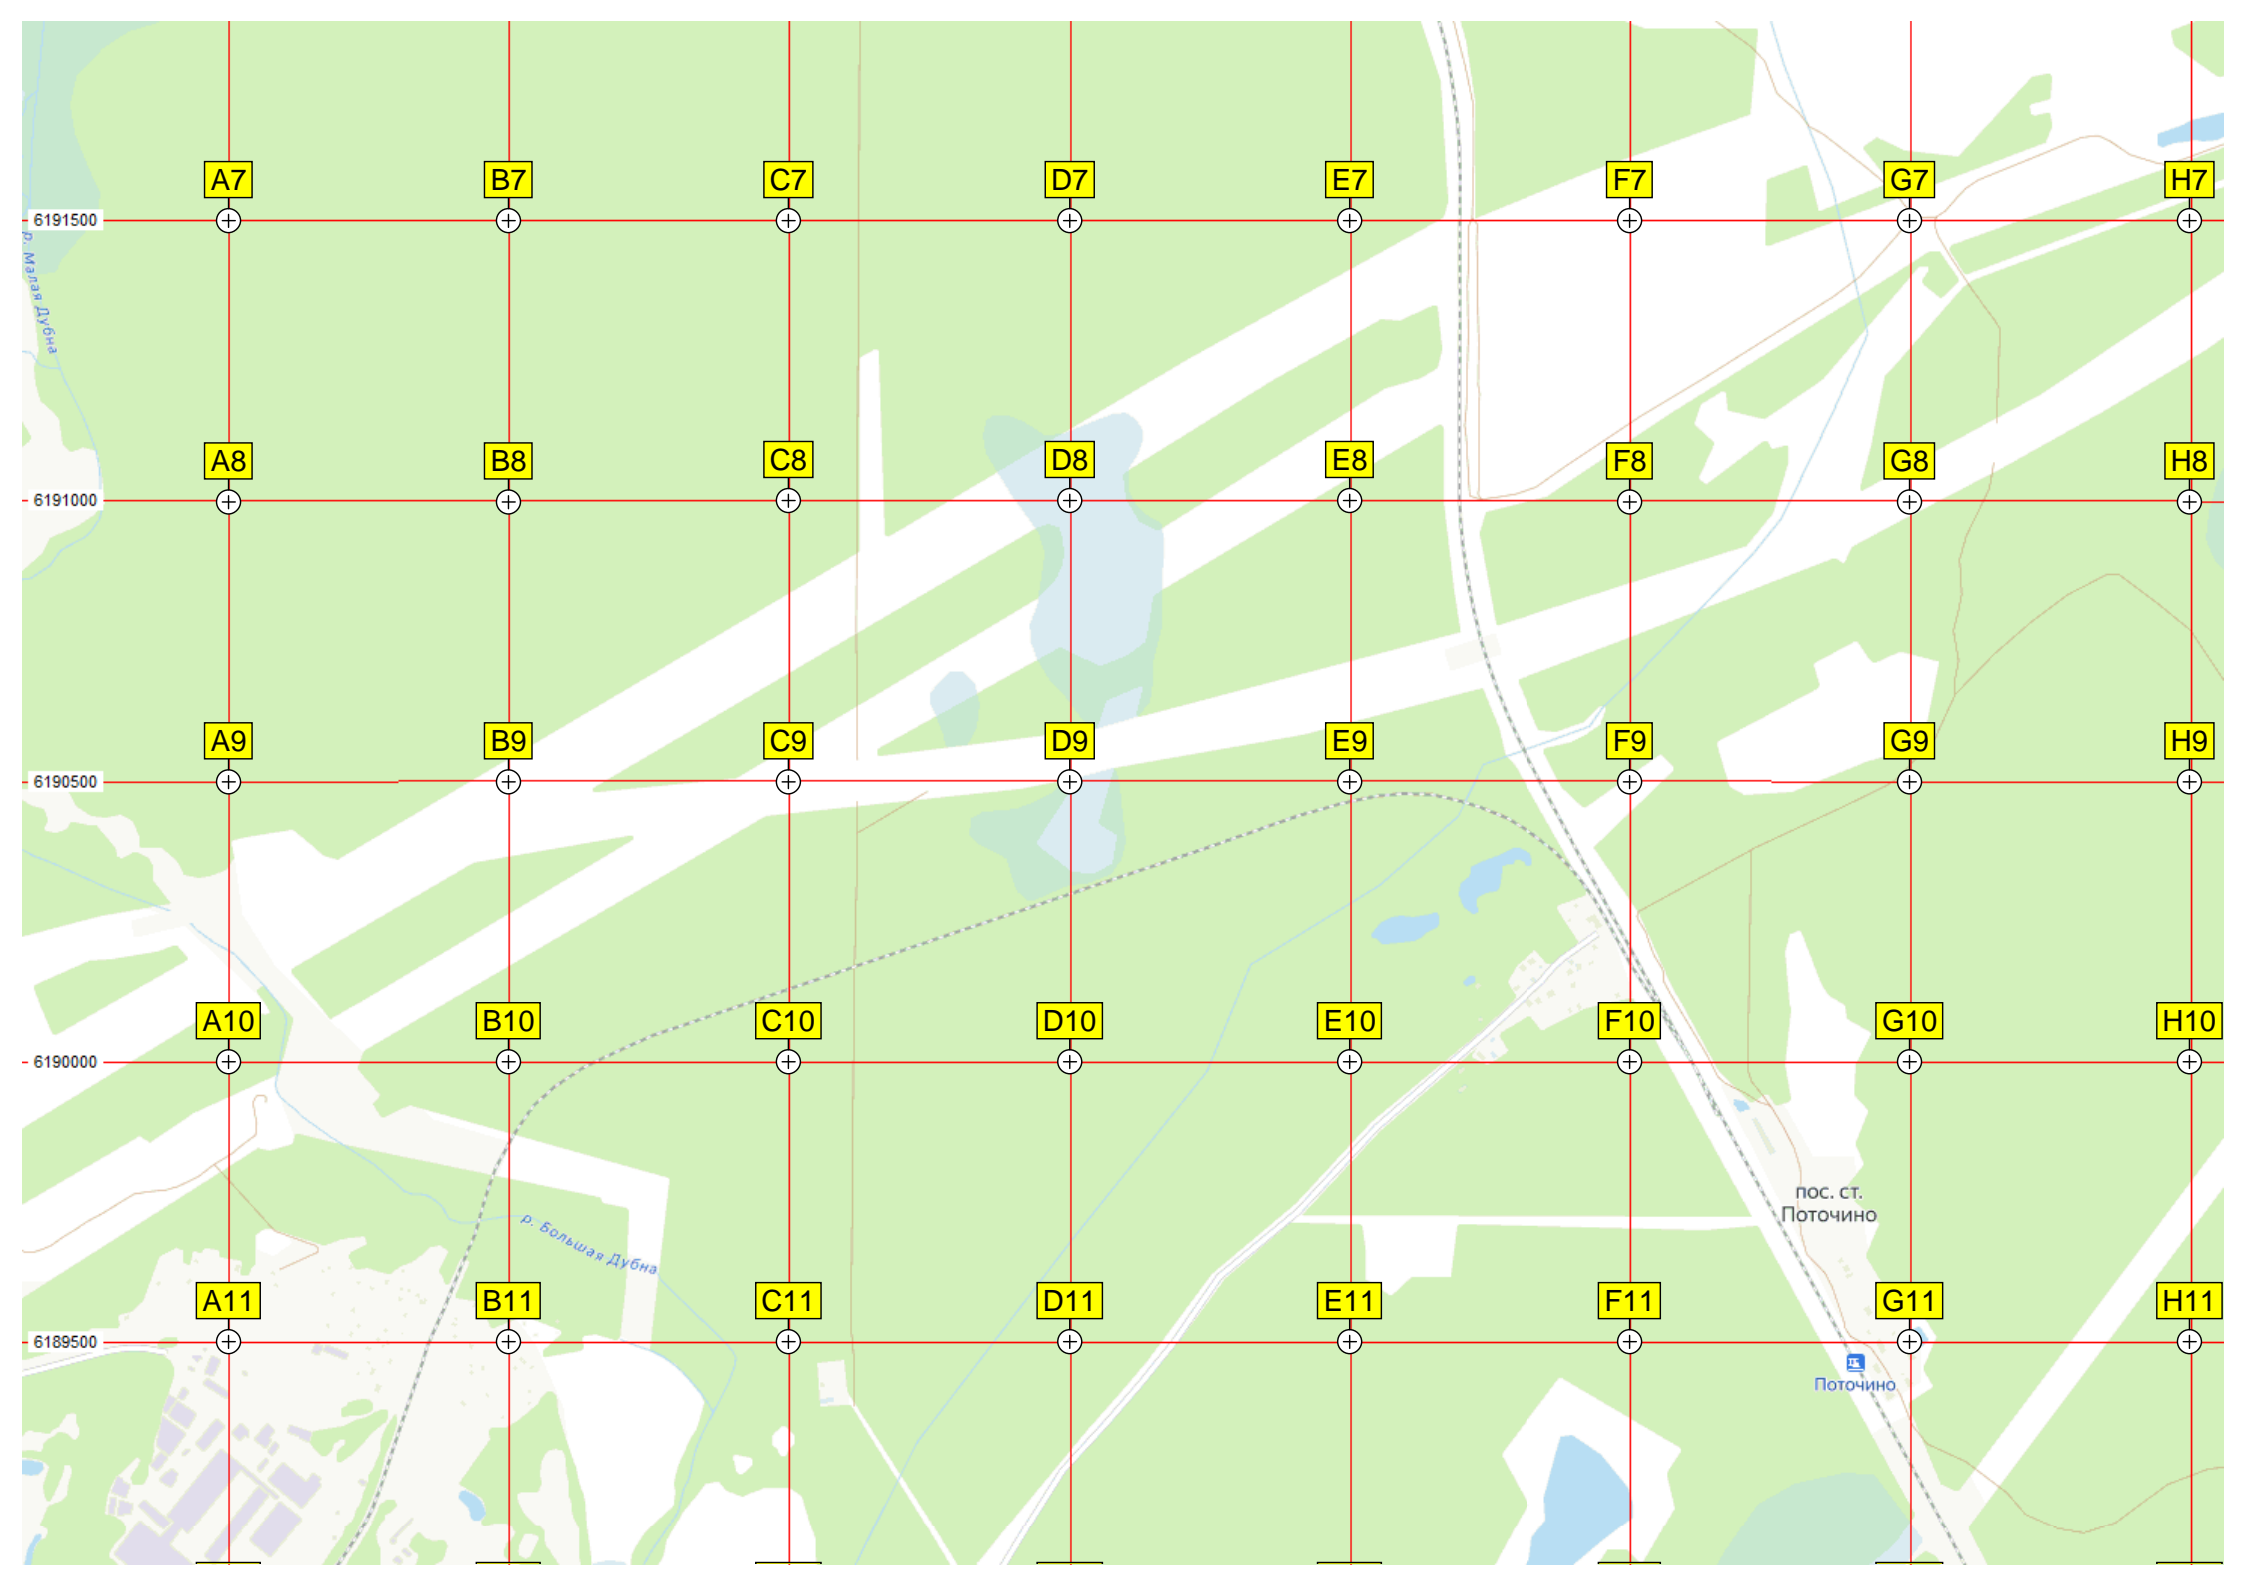 A7 B7 C7 D7 E7 F7 G7 H7
6191500
р. Малая Дубна
A8 B8 C8 D8 E8 F8 G8 H8
6191000
A9 B9 C9 D9 E9 F9 G9 H9
6190500
A10 B10 C10 D10 E10 F10 G10 H10
6190000
пос. ст.
Поточино
р. Большая Дубна
A11 B11 C11 D11 E11 F11 G11 H11
6189500
Поточино